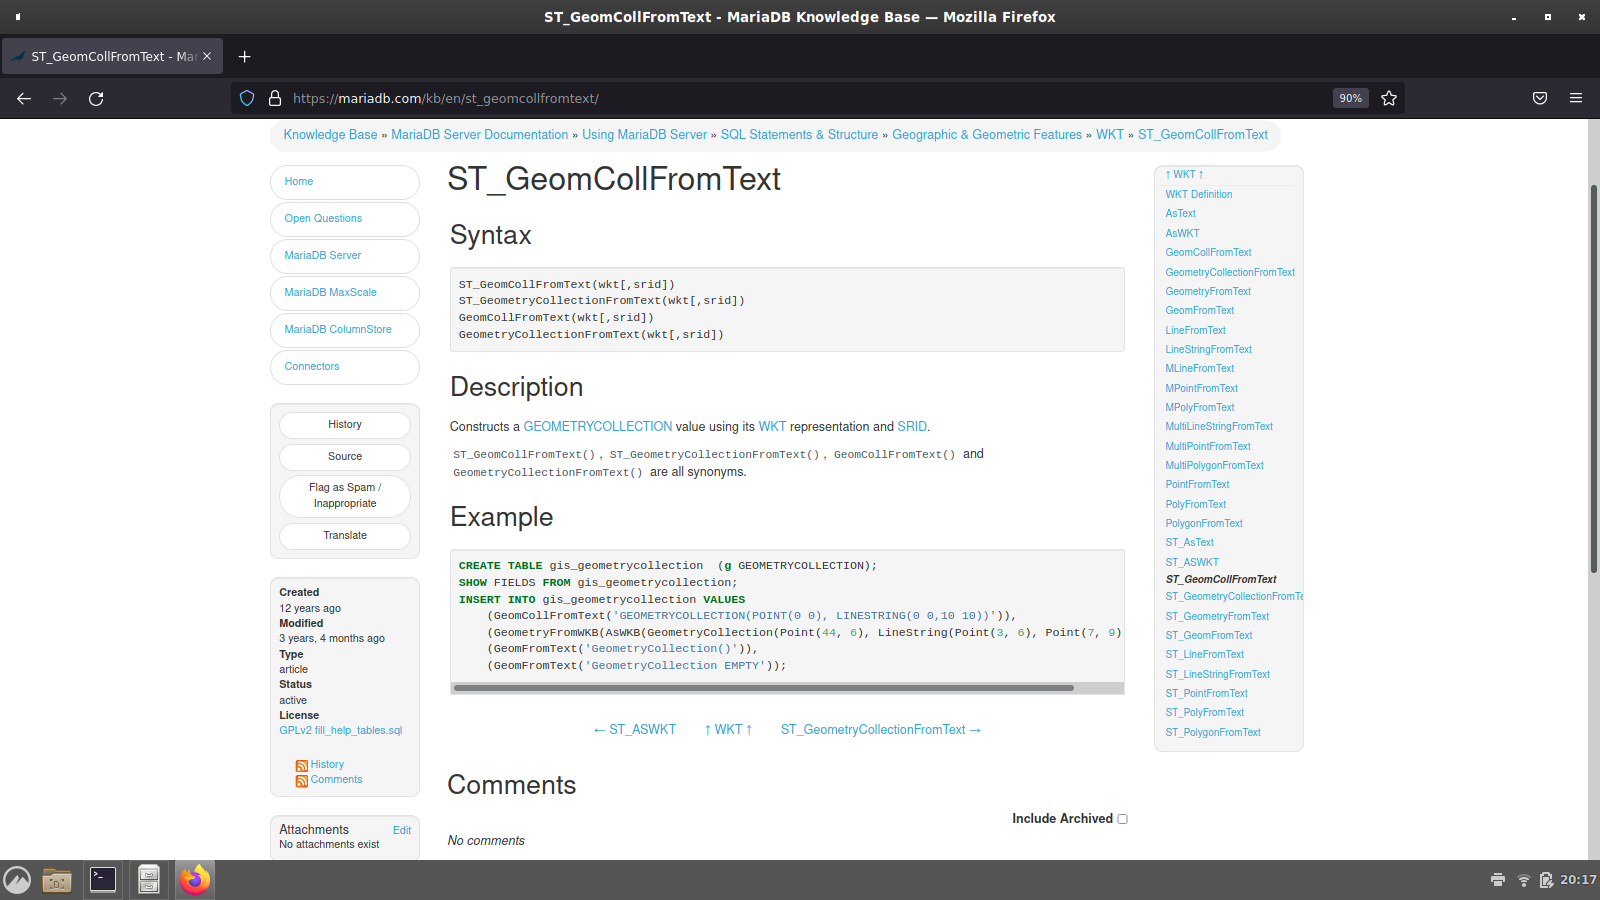 ST_GeomCollFromText - MariaDB Knowledge Base — Mozilla Firefox
ST_GeomCollFromText - Mar
https://mariadb.com/kb/en/st_geomcollfromtext/
90%
Knowledge Base » MariaDB Server Documentation » Using MariaDB Server » SQL Statements & Structure » Geographic & Geometric Features » WKT » ST_GeomCollFromText
Home
Open Questions
MariaDB Server
MariaDB MaxScale
MariaDB ColumnStore
Connectors
History
Source
Flag as Spam /
Inappropriate
Translate
Created
12 years ago
Modified
3 years, 4 months ago
Type
article
Status
active
License
GPLv2 fill_help_tables.sql
History
Comments
Attachments
Edit
No attachments exist
ST_GeomCollFromText
Syntax
ST_GeomCollFromText(wkt[,srid])
ST_GeometryCollectionFromText(wkt[,srid])
GeomCollFromText(wkt[,srid])
GeometryCollectionFromText(wkt[,srid])
Description
Constructs a GEOMETRYCOLLECTION value using its WKT representation and SRID.
ST_GeomCollFromText(), ST_GeometryCollectionFromText(), GeomCollFromText() and
GeometryCollectionFromText() are all synonyms.
Example
CREATE TABLE gis_geometrycollection  (g GEOMETRYCOLLECTION);
SHOW FIELDS FROM gis_geometrycollection;
INSERT INTO gis_geometrycollection VALUES
    (GeomCollFromText('GEOMETRYCOLLECTION(POINT(0 0), LINESTRING(0 0,10 10))')),
    (GeometryFromWKB(AsWKB(GeometryCollection(Point(44, 6), LineString(Point(3, 6), Point(7, 9)
    (GeomFromText('GeometryCollection()')),
    (GeomFromText('GeometryCollection EMPTY'));
← ST_ASWKT
↑ WKT ↑
ST_GeometryCollectionFromText →
Comments
Include Archived
No comments
↑ WKT ↑
WKT Definition
AsText
AsWKT
GeomCollFromText
GeometryCollectionFromText
GeometryFromText
GeomFromText
LineFromText
LineStringFromText
MLineFromText
MPointFromText
MPolyFromText
MultiLineStringFromText
MultiPointFromText
MultiPolygonFromText
PointFromText
PolyFromText
PolygonFromText
ST_AsText
ST_ASWKT
ST_GeomCollFromText
ST_GeometryCollectionFromTe
ST_GeometryFromText
ST_GeomFromText
ST_LineFromText
ST_LineStringFromText
ST_PointFromText
ST_PolyFromText
ST_PolygonFromText
20:17